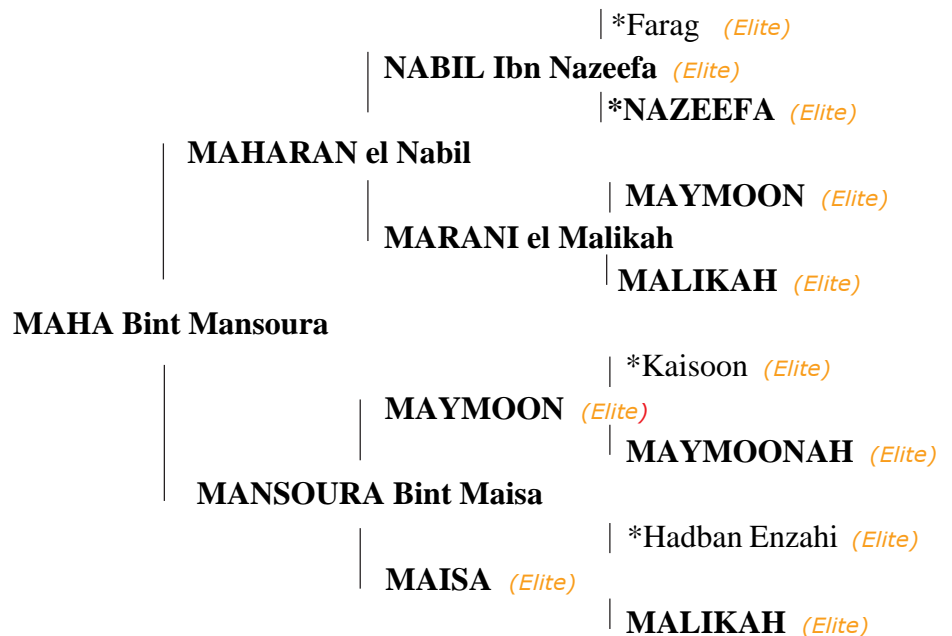 *Farag (Elite)
NABIL Ibn Nazeefa (Elite)
*NAZEEFA (Elite)
MAHARAN el Nabil
MAYMOON (Elite)
MARANI el Malikah
MALIKAH (Elite)
MAHA Bint Mansoura
*Kaisoon (Elite)
MAYMOON (Elite)
MAYMOONAH (Elite)
MANSOURA Bint Maisa
*Hadban Enzahi (Elite)
MAISA (Elite)
MALIKAH (Elite)